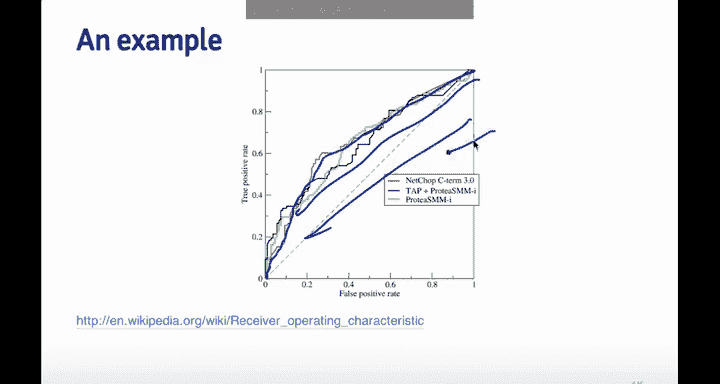 An example
1
0.8
0.6
0.4
0.2
0
True positive rate
NetChop C-term 3.0
TAP + ProteaSMM-i
ProteaSMM-i
0
0.2
0.4
0.6
0.8
1
False positive rate
http://en.wikipedia.org/wiki/Receiver_operating_characteristic